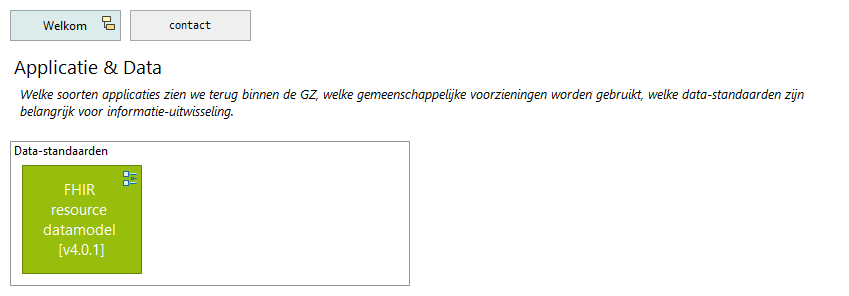 Welkom
contact
Applicatie & Data
Welke soorten applicaties zien we terug binnen de GZ, welke gemeenschappelijke voorzieningen worden gebruikt, welke data-standaarden zijn
belangrijk voor informatie-uitwisseling.
Data-standaarden
FHIR
resource
datamodel
[v4.0.1]